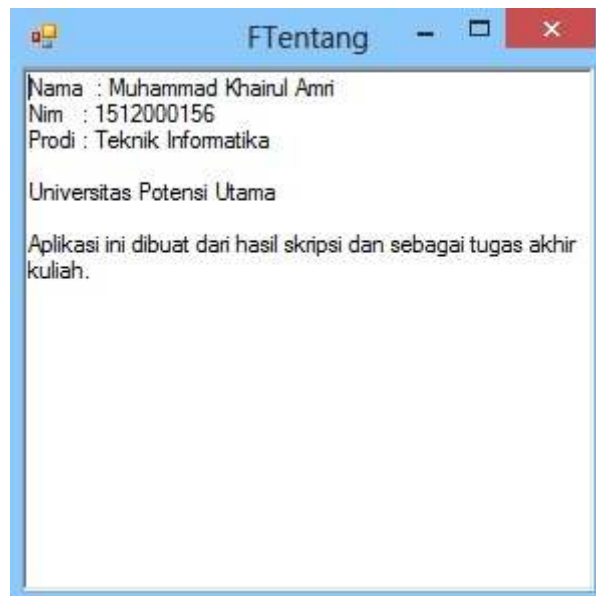 FTentang
Nama : Muhammad Khairul Amri
Nim : 1512000156
Prodi : Teknik Informatika
Universitas Potensi Utama
Aplikasi ini dibuat dari hasil skripsi dan sebagai tugas akhir
kuliah.